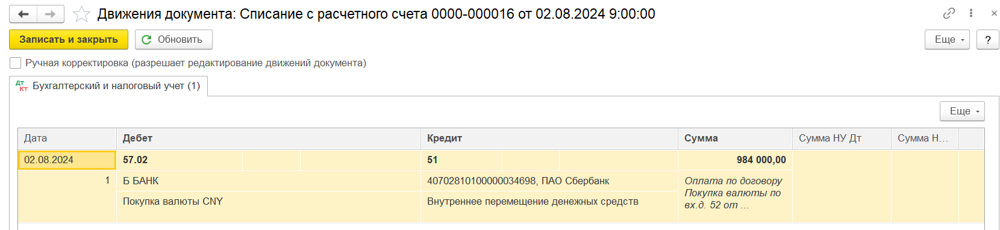 Движения документа: Списание с расчетного счета 0000-000016 от 02.08.2024 9:00:00
Записать и закрыть
Обновить
Еще
?
Ручная корректировка (разрешает редактирование движений документа)
Дт Кт Бухгалтерский и налоговый учет (1)
Еще
Дата Дебет Кредит Сумма Сумма НУ Дт Сумма Н...
02.08.2024 57.02 51 984 000,00
1 Б БАНК 40702810100000034698, ПАО Сбербанк Оплата по договору
Покупка валюты CNY Внутреннее перемещение денежных средств Покупка валюты по
вх.д. 52 от ...